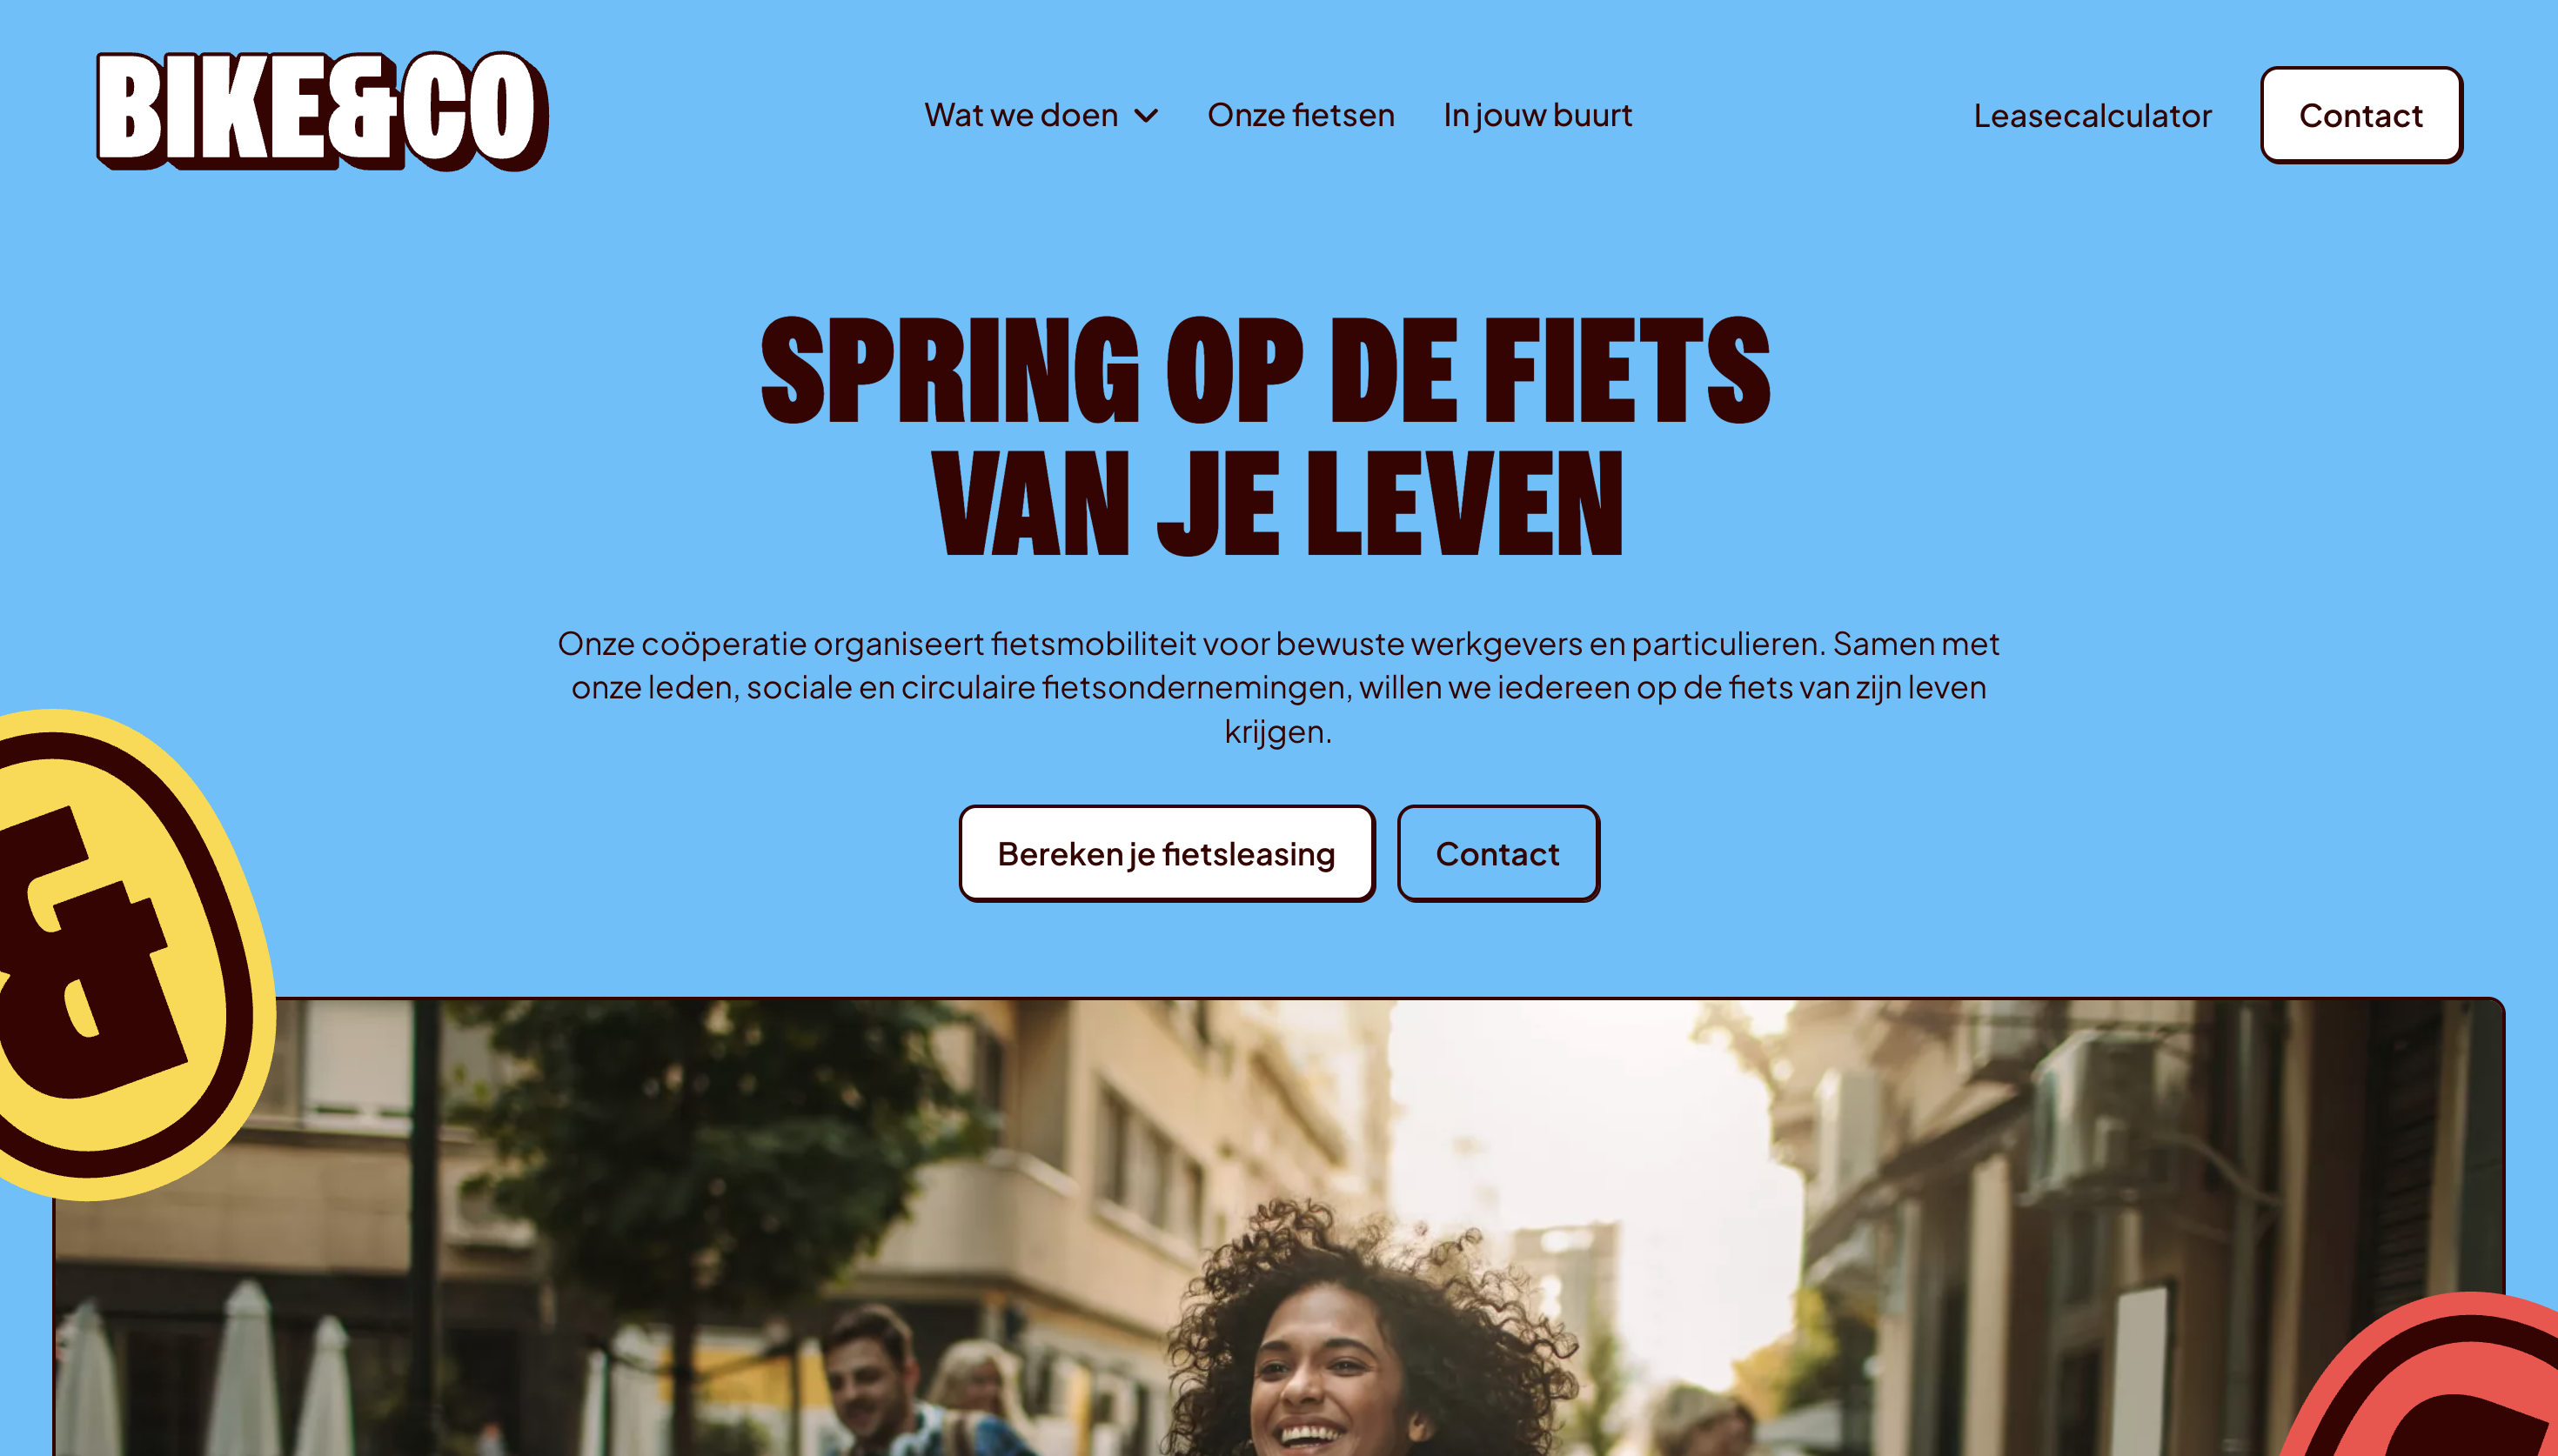 BIKE&CO
Wat we doen
Onze fietsen
In jouw buurt
Leasecalculator
Contact
SPRING OP DE FIETS
VAN JE LEVEN
Onze coöperatie organiseert fietsmobiliteit voor bewuste werkgevers en particulieren. Samen met
onze leden, sociale en circulaire fietsondernemingen, willen we iedereen op de fiets van zijn leven
krijgen.
Bereken je fietsleasing
Contact
&